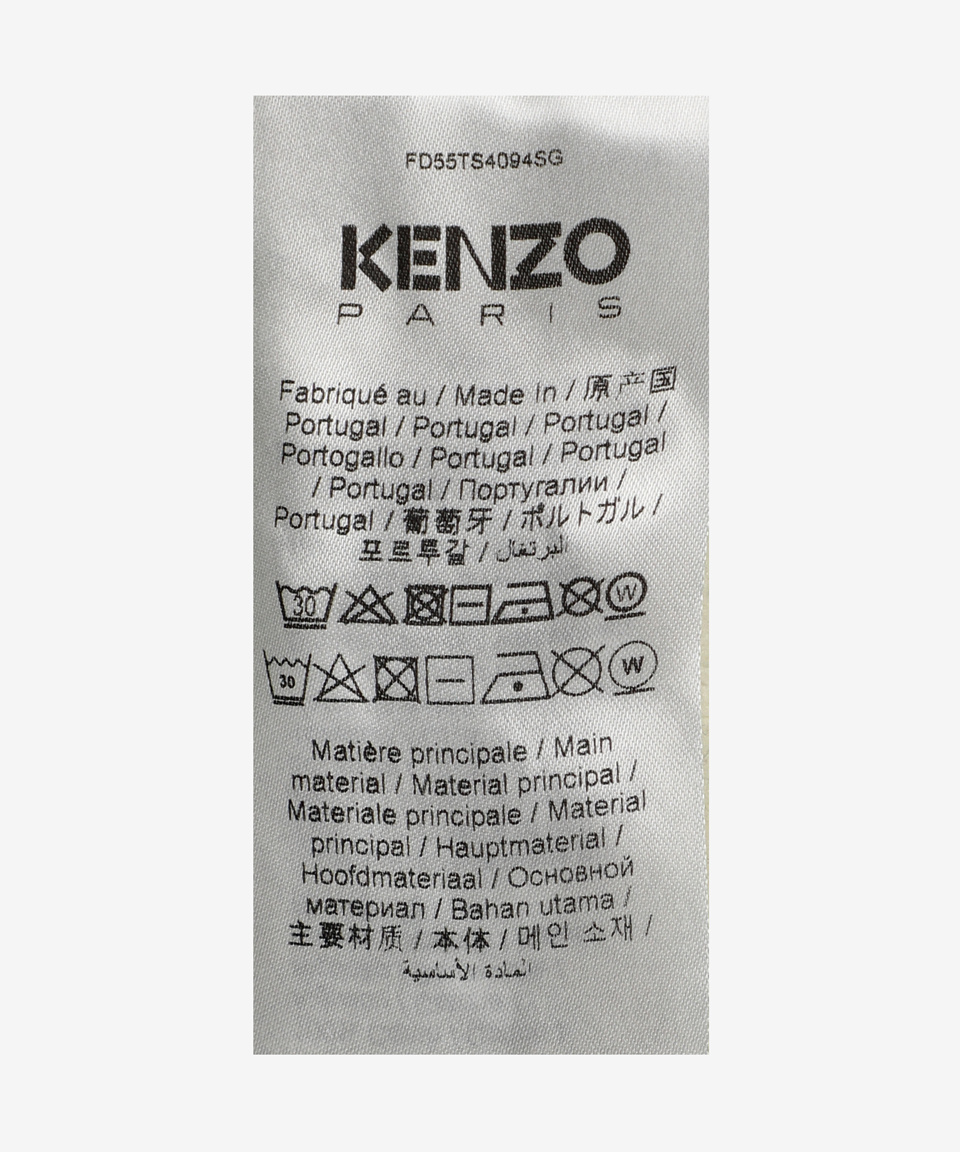 FD55TS4094SG
KENZO
PARIS
Fabriqué au / Made In / 原产国
Portugal / Portugal / Portugal /
Portogallo / Portugal / Portugal
/ Portugal / Португалии /
Portugal / 葡萄牙 / ポルトガル /
포르투갈 / البرتغال
30 W
30 W
Matière principale / Main
material / Material principal /
Materiale principale / Material
principal / Hauptmaterial /
Hoofdmateriaal / Основной
материал / Bahan utama /
主要材质 / 本体 / 메인 소재 /
المادة الأساسية